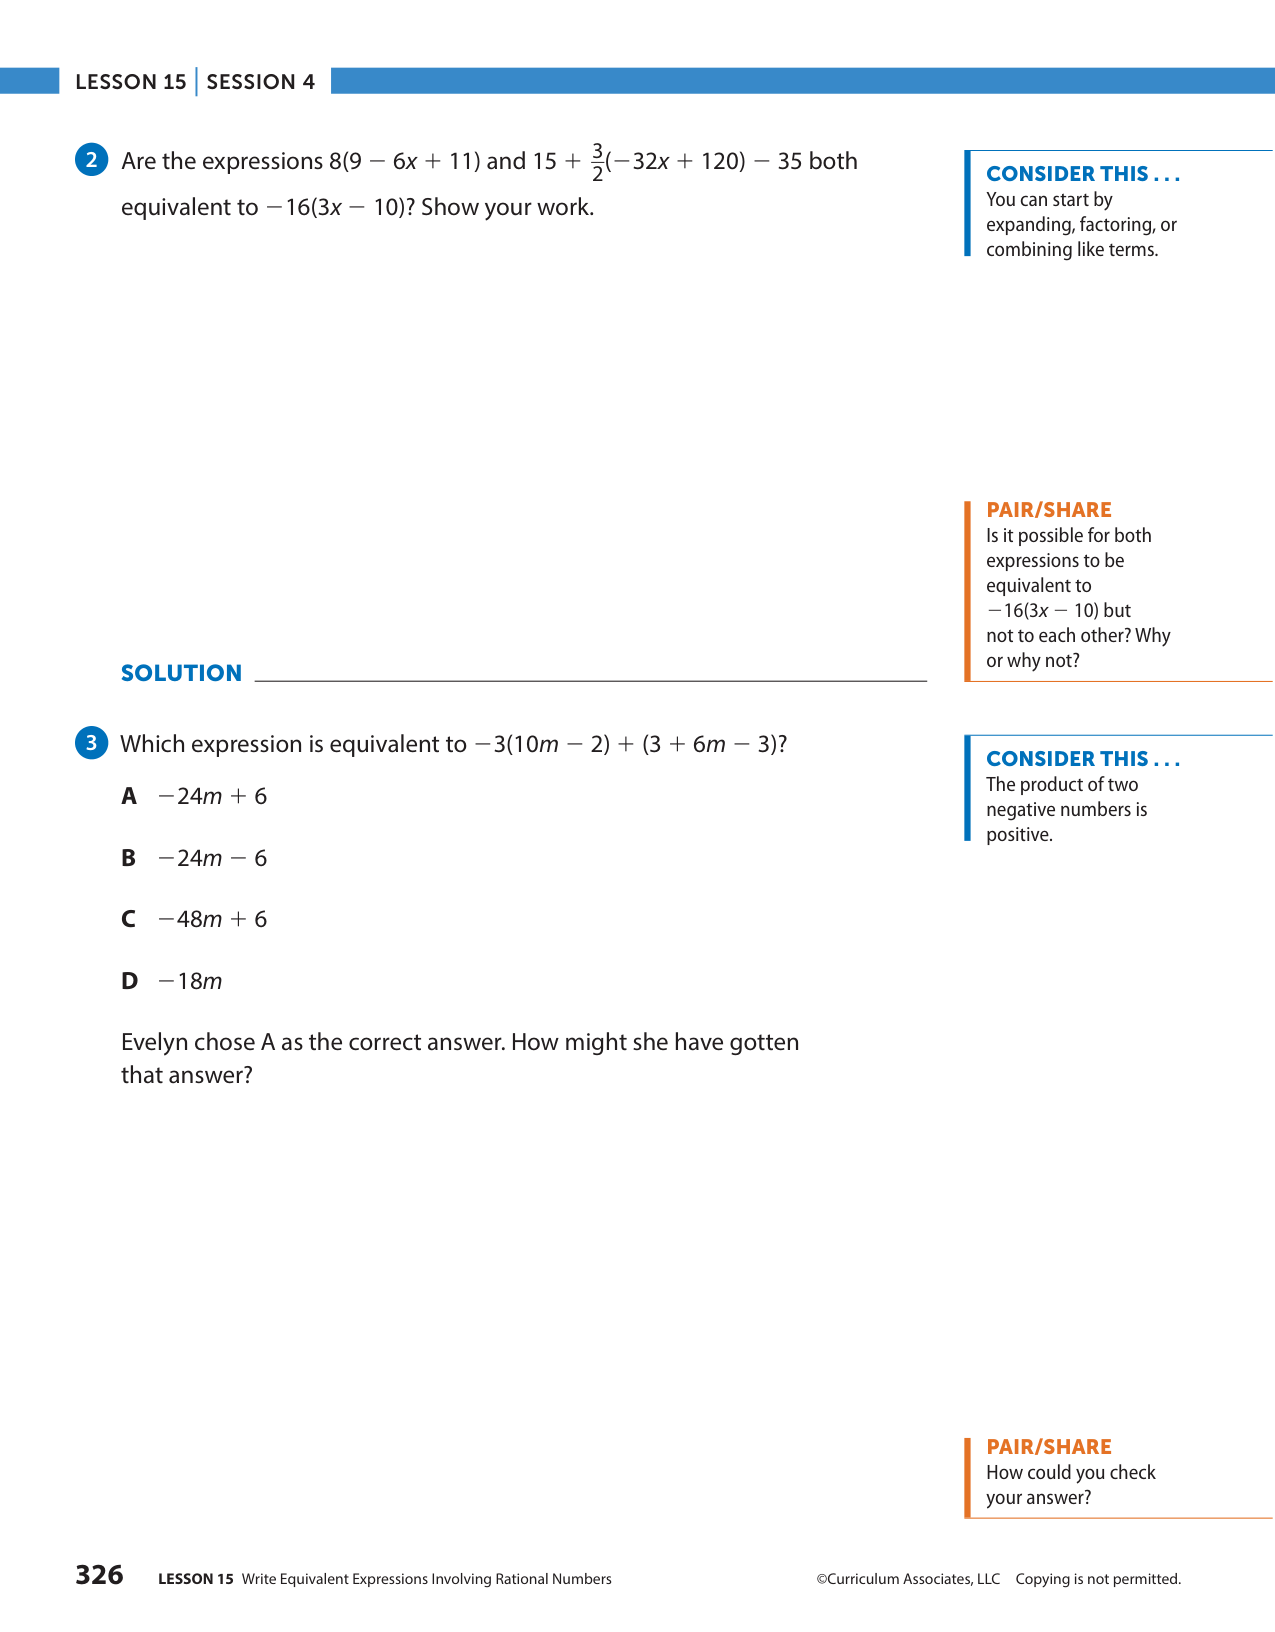 LESSON 15 | SESSION 4
2 Are the expressions 8(9 − 6x + 11) and 15 + 3/2(−32x + 120) − 35 both
equivalent to −16(3x − 10)? Show your work.
CONSIDER THIS . . .
You can start by
expanding, factoring, or
combining like terms.
PAIR/SHARE
Is it possible for both
expressions to be
equivalent to
−16(3x − 10) but
not to each other? Why
or why not?
SOLUTION
3 Which expression is equivalent to −3(10m − 2) + (3 + 6m − 3)?
A −24m + 6
B −24m − 6
C −48m + 6
D −18m
Evelyn chose A as the correct answer. How might she have gotten
that answer?
CONSIDER THIS . . .
The product of two
negative numbers is
positive.
PAIR/SHARE
How could you check
your answer?
326 LESSON 15 Write Equivalent Expressions Involving Rational Numbers ©Curriculum Associates, LLC Copying is not permitted.